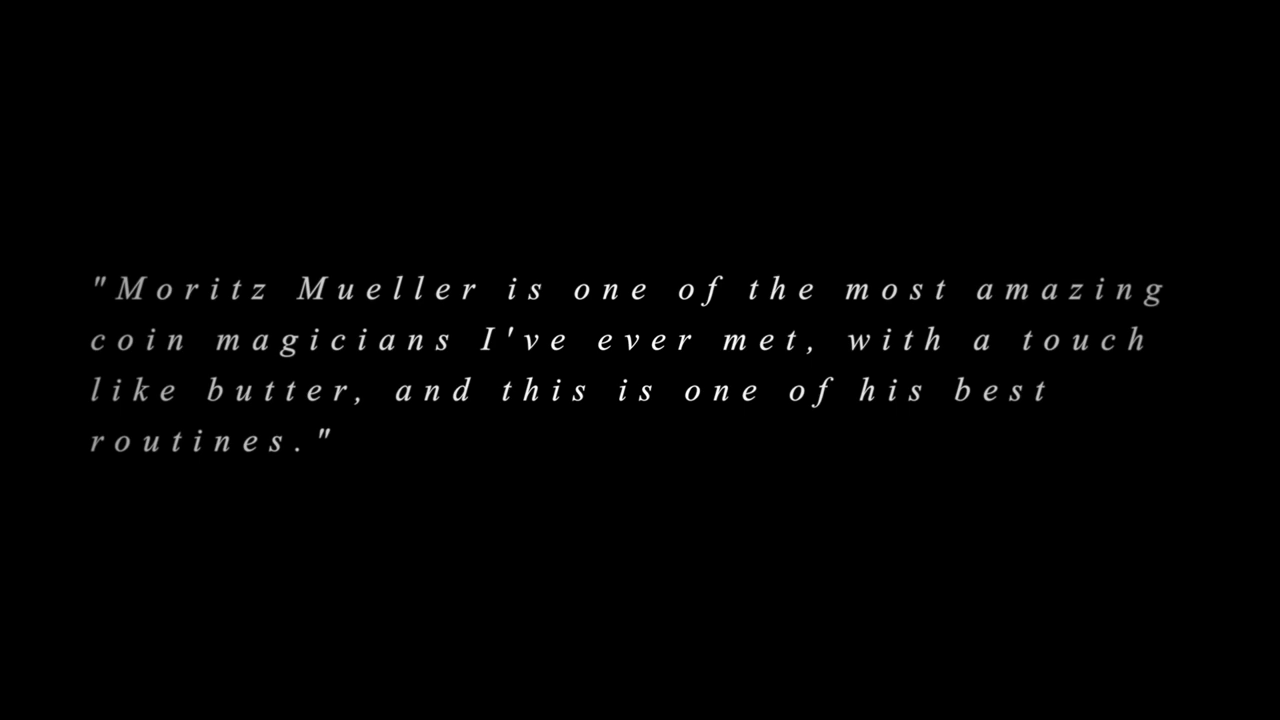 "Moritz Mueller is one of the most amazing
coin magicians I've ever met, with a touch
like butter, and this is one of his best
routines."